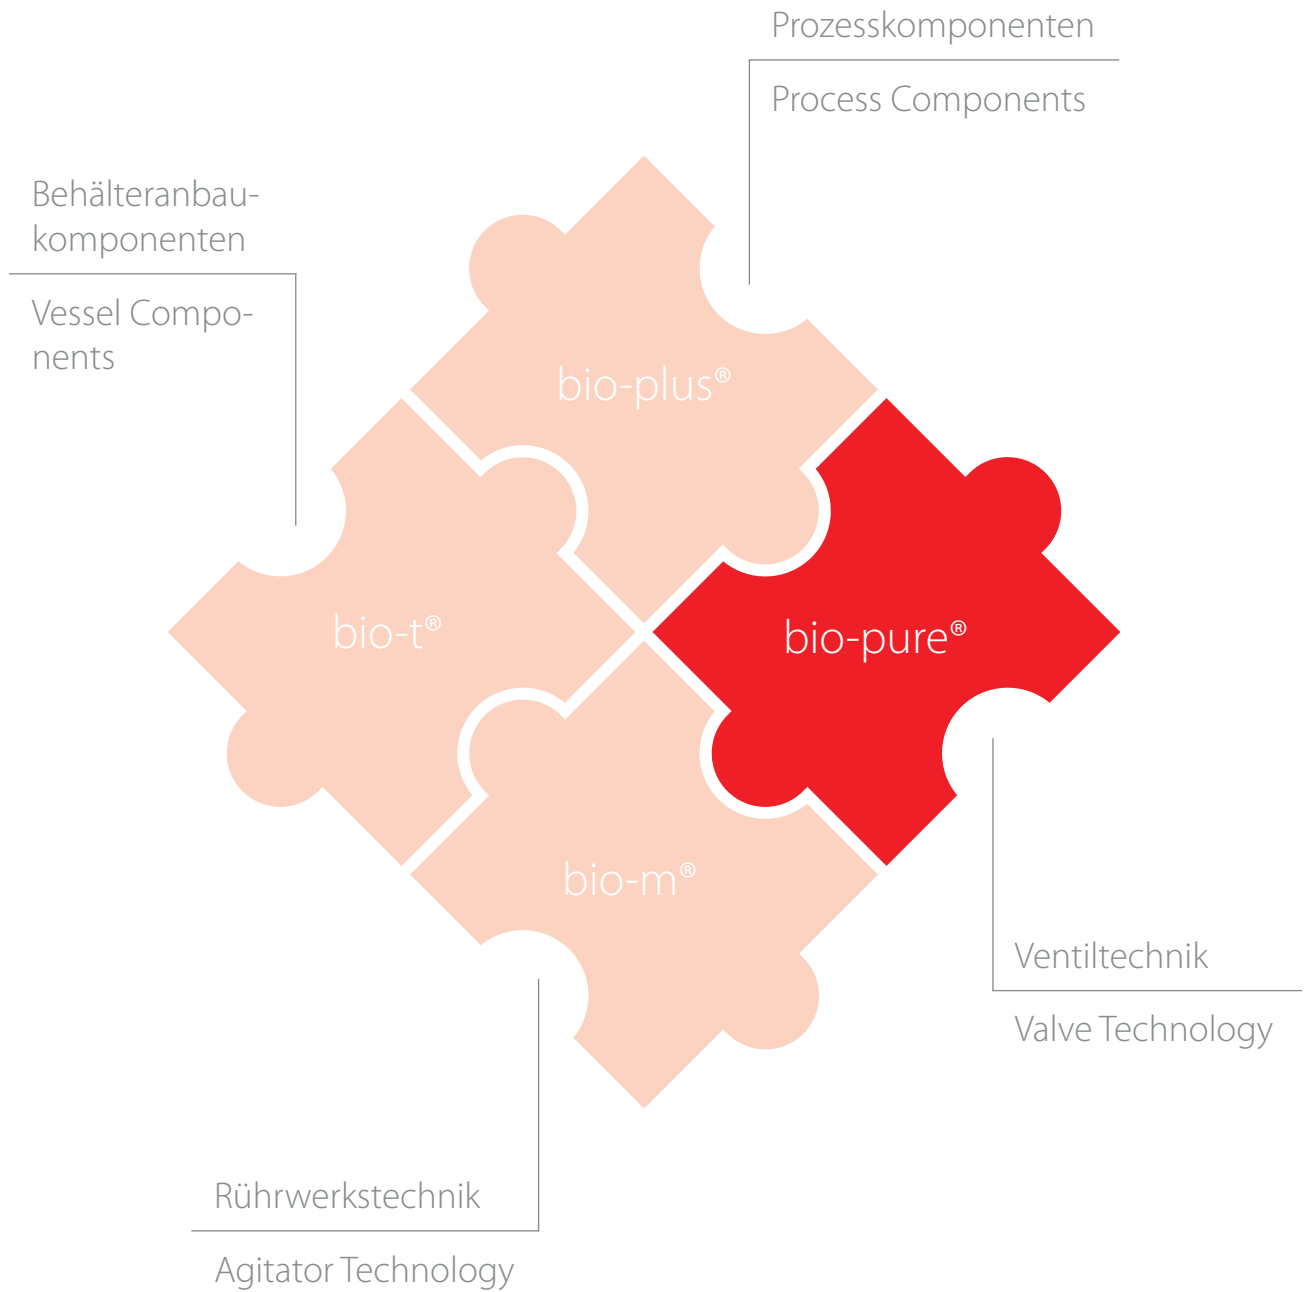 Prozesskomponenten
Process Components
Behälteranbau-
komponenten
Vessel Compo-
nents
bio-plus®
bio-t®
bio-pure®
bio-m®
Ventiltechnik
Valve Technology
Rührwerkstechnik
Agitator Technology